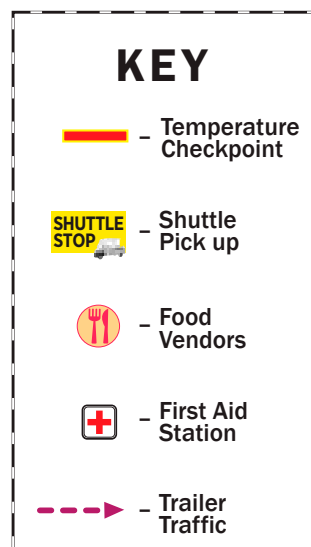 KEY
– Temperature
Checkpoint
SHUTTLE
STOP
– Shuttle
Pick up
– Food
Vendors
– First Aid
Station
– Trailer
Traffic